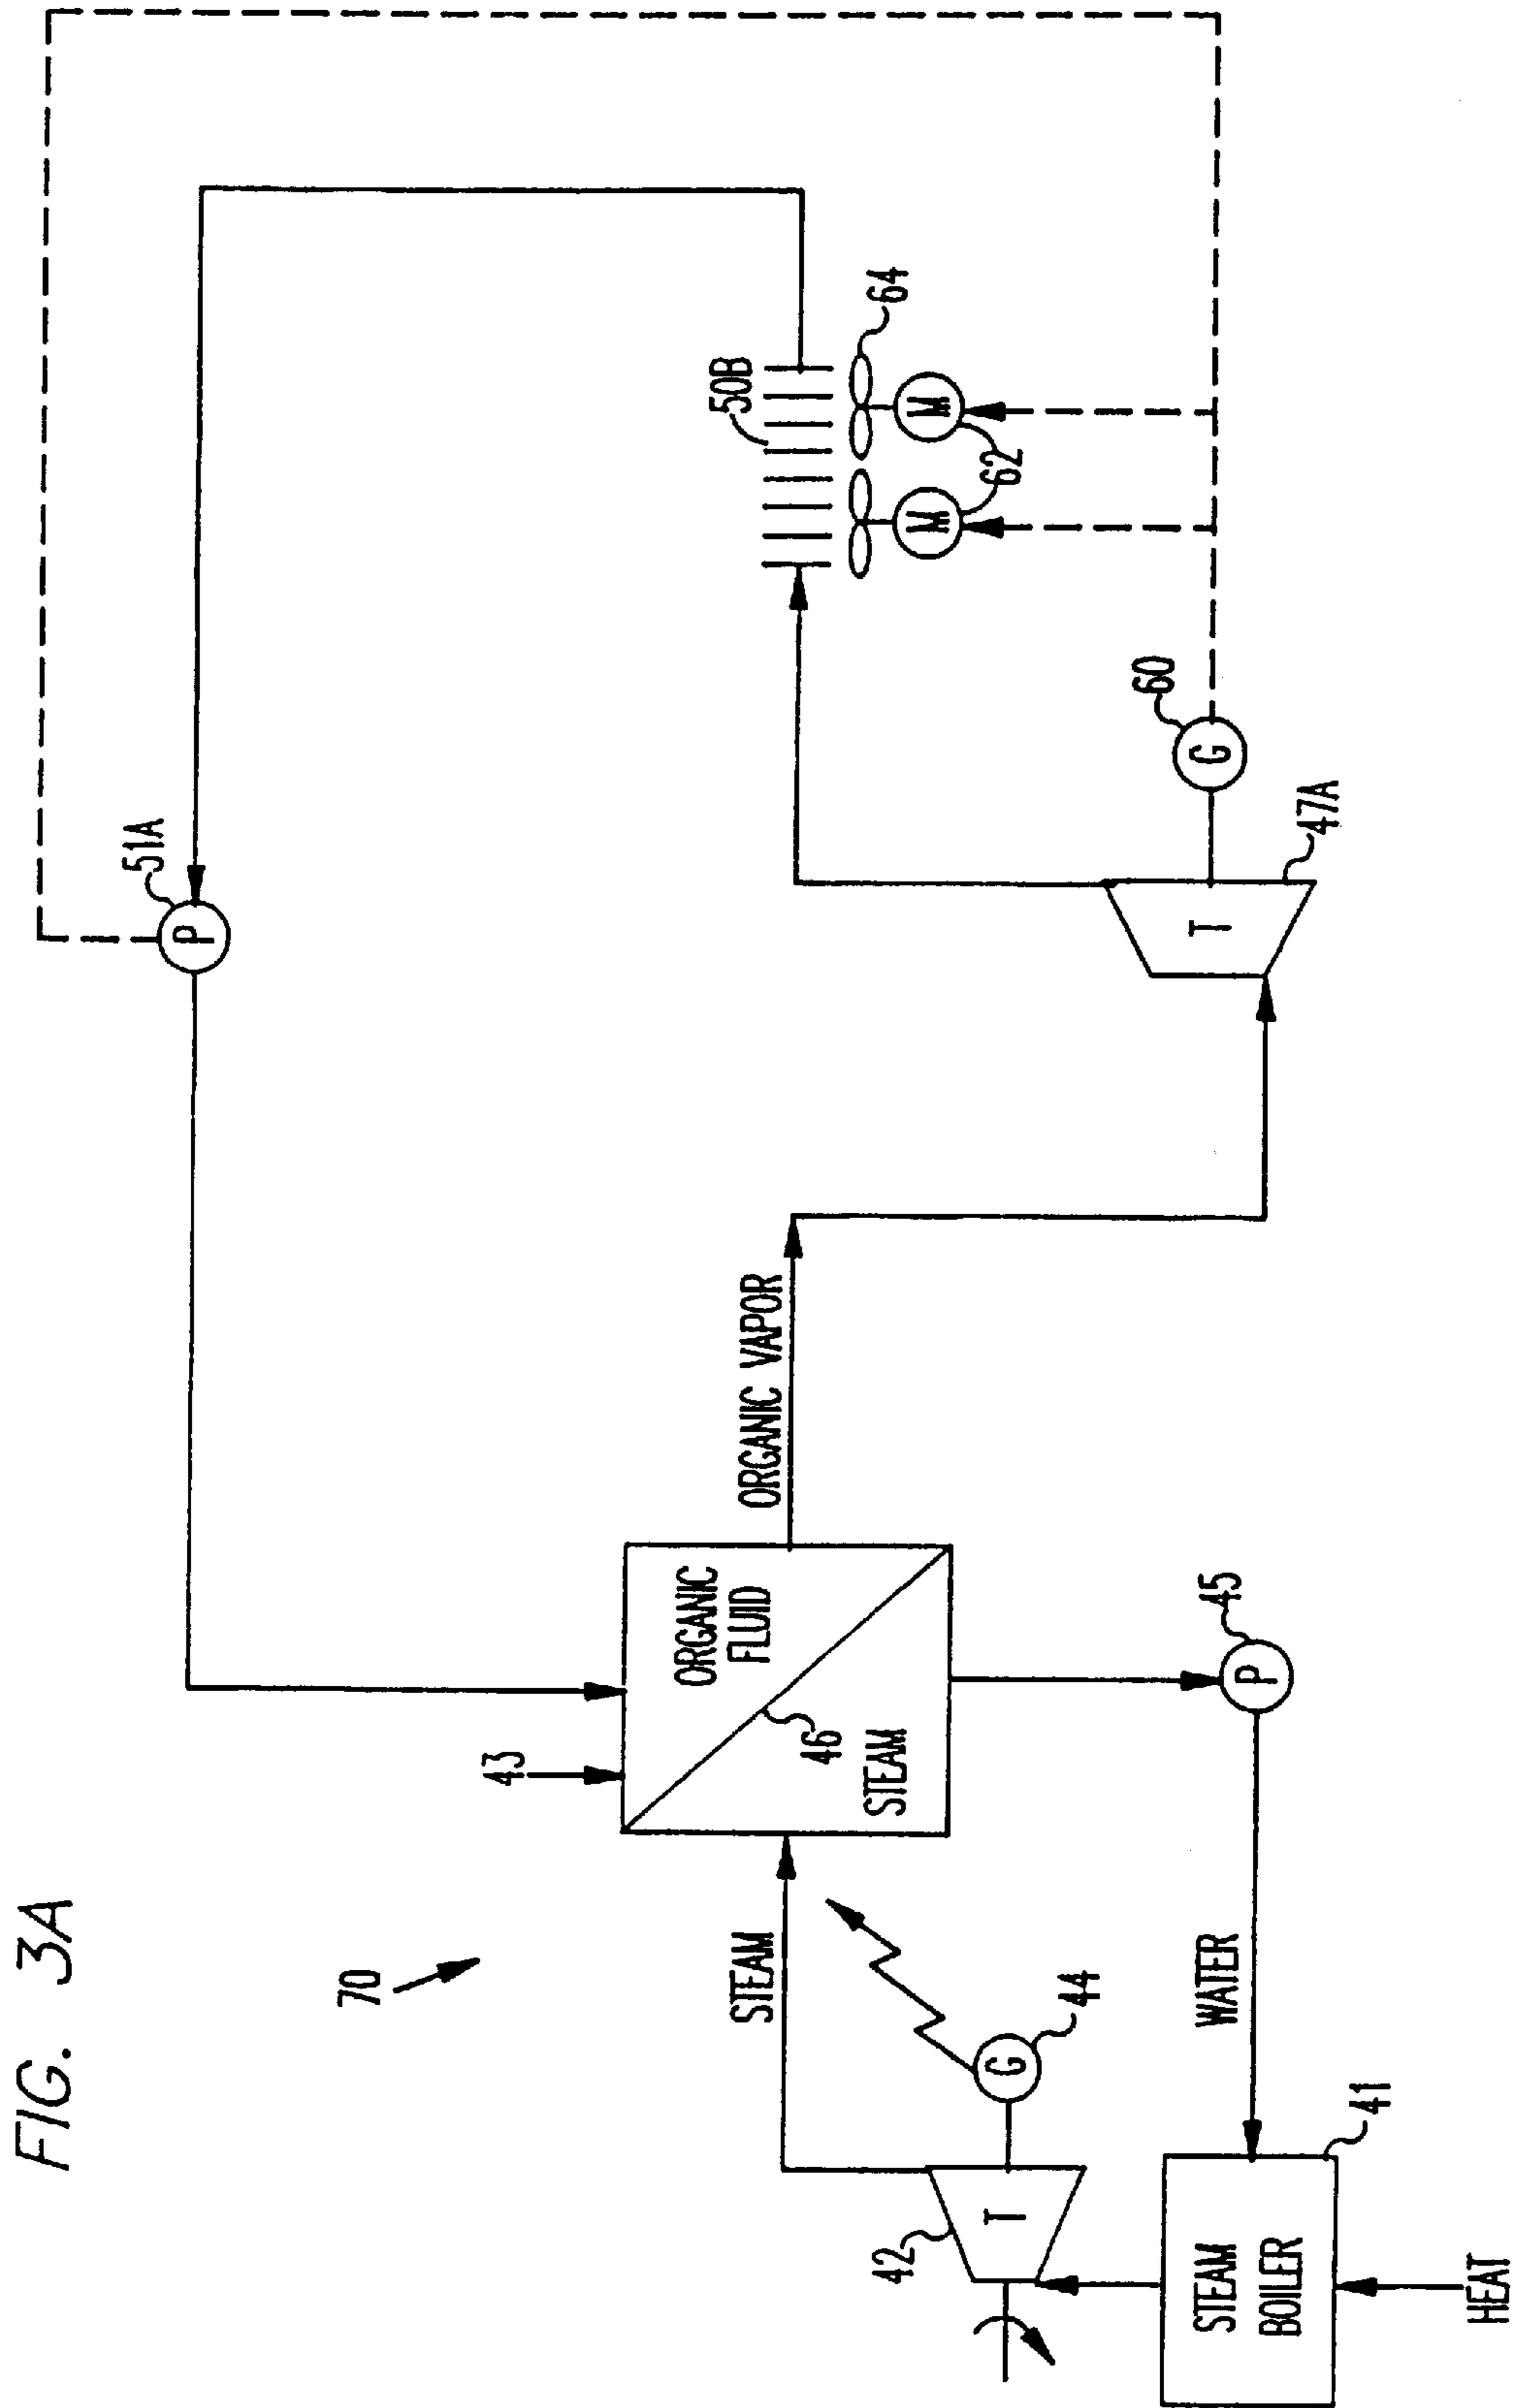 FIG. 3A
51A
P
50B
64
M
M
62
60
G
47A
T
70
43
ORGANIC
FLUID
46
STEAM
ORGANIC VAPOR
STEAM
G
44
42
T
45
P
WATER
STEAM
BOILER
41
HEAT